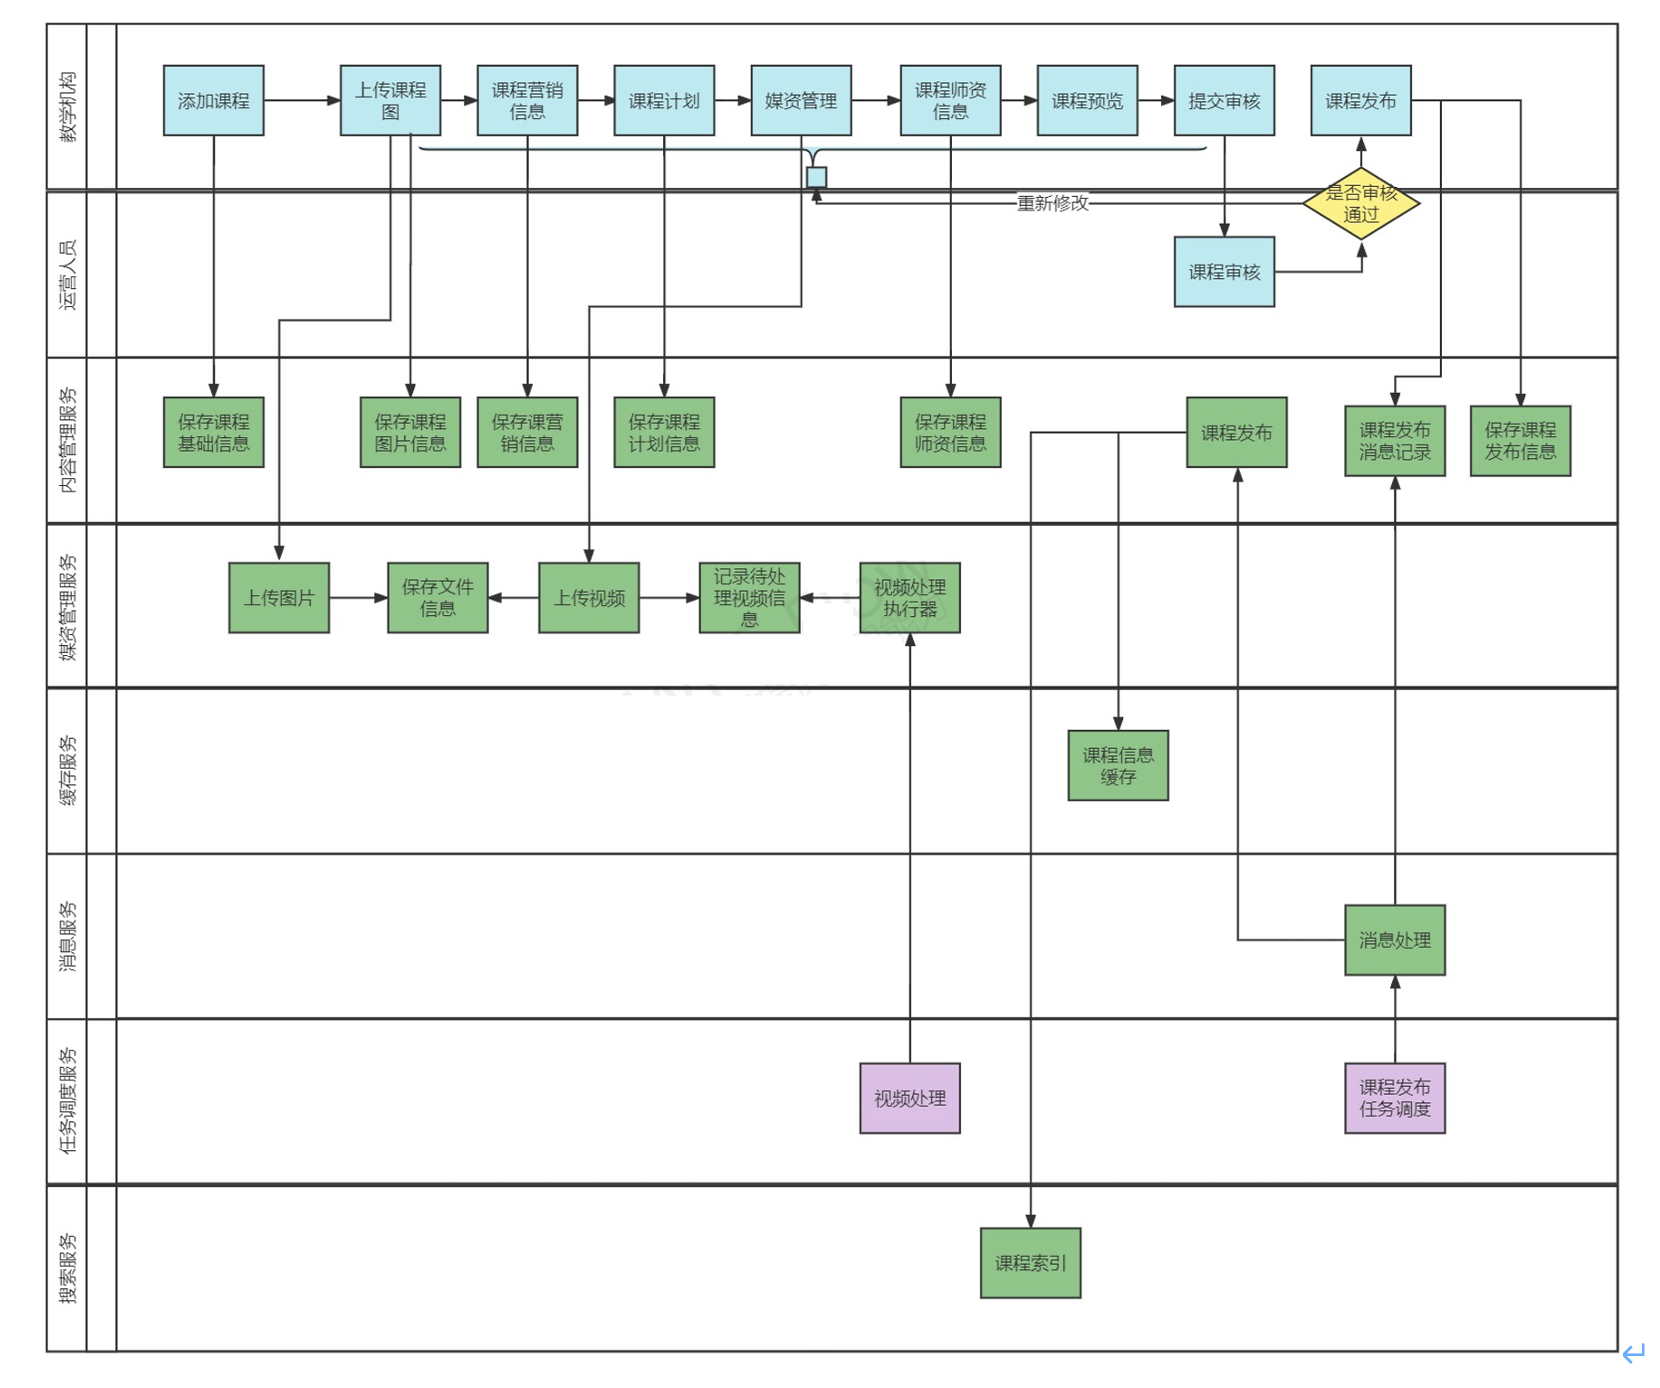 教学机构
添加课程
上传课程
图
课程营销
信息
课程计划
媒资管理
课程师资
信息
课程预览
提交审核
课程发布
运营人员
重新修改
是否审核
通过
课程审核
内容管理服务
保存课程
基础信息
保存课程
图片信息
保存课营
销信息
保存课程
计划信息
保存课程
师资信息
课程发布
课程发布
消息记录
保存课程
发布信息
媒资管理服务
上传图片
保存文件
信息
上传视频
记录待处
理视频信
息
视频处理
执行器
缓存服务
课程信息
缓存
消息服务
消息处理
任务调度服务
视频处理
课程发布
任务调度
搜索服务
课程索引